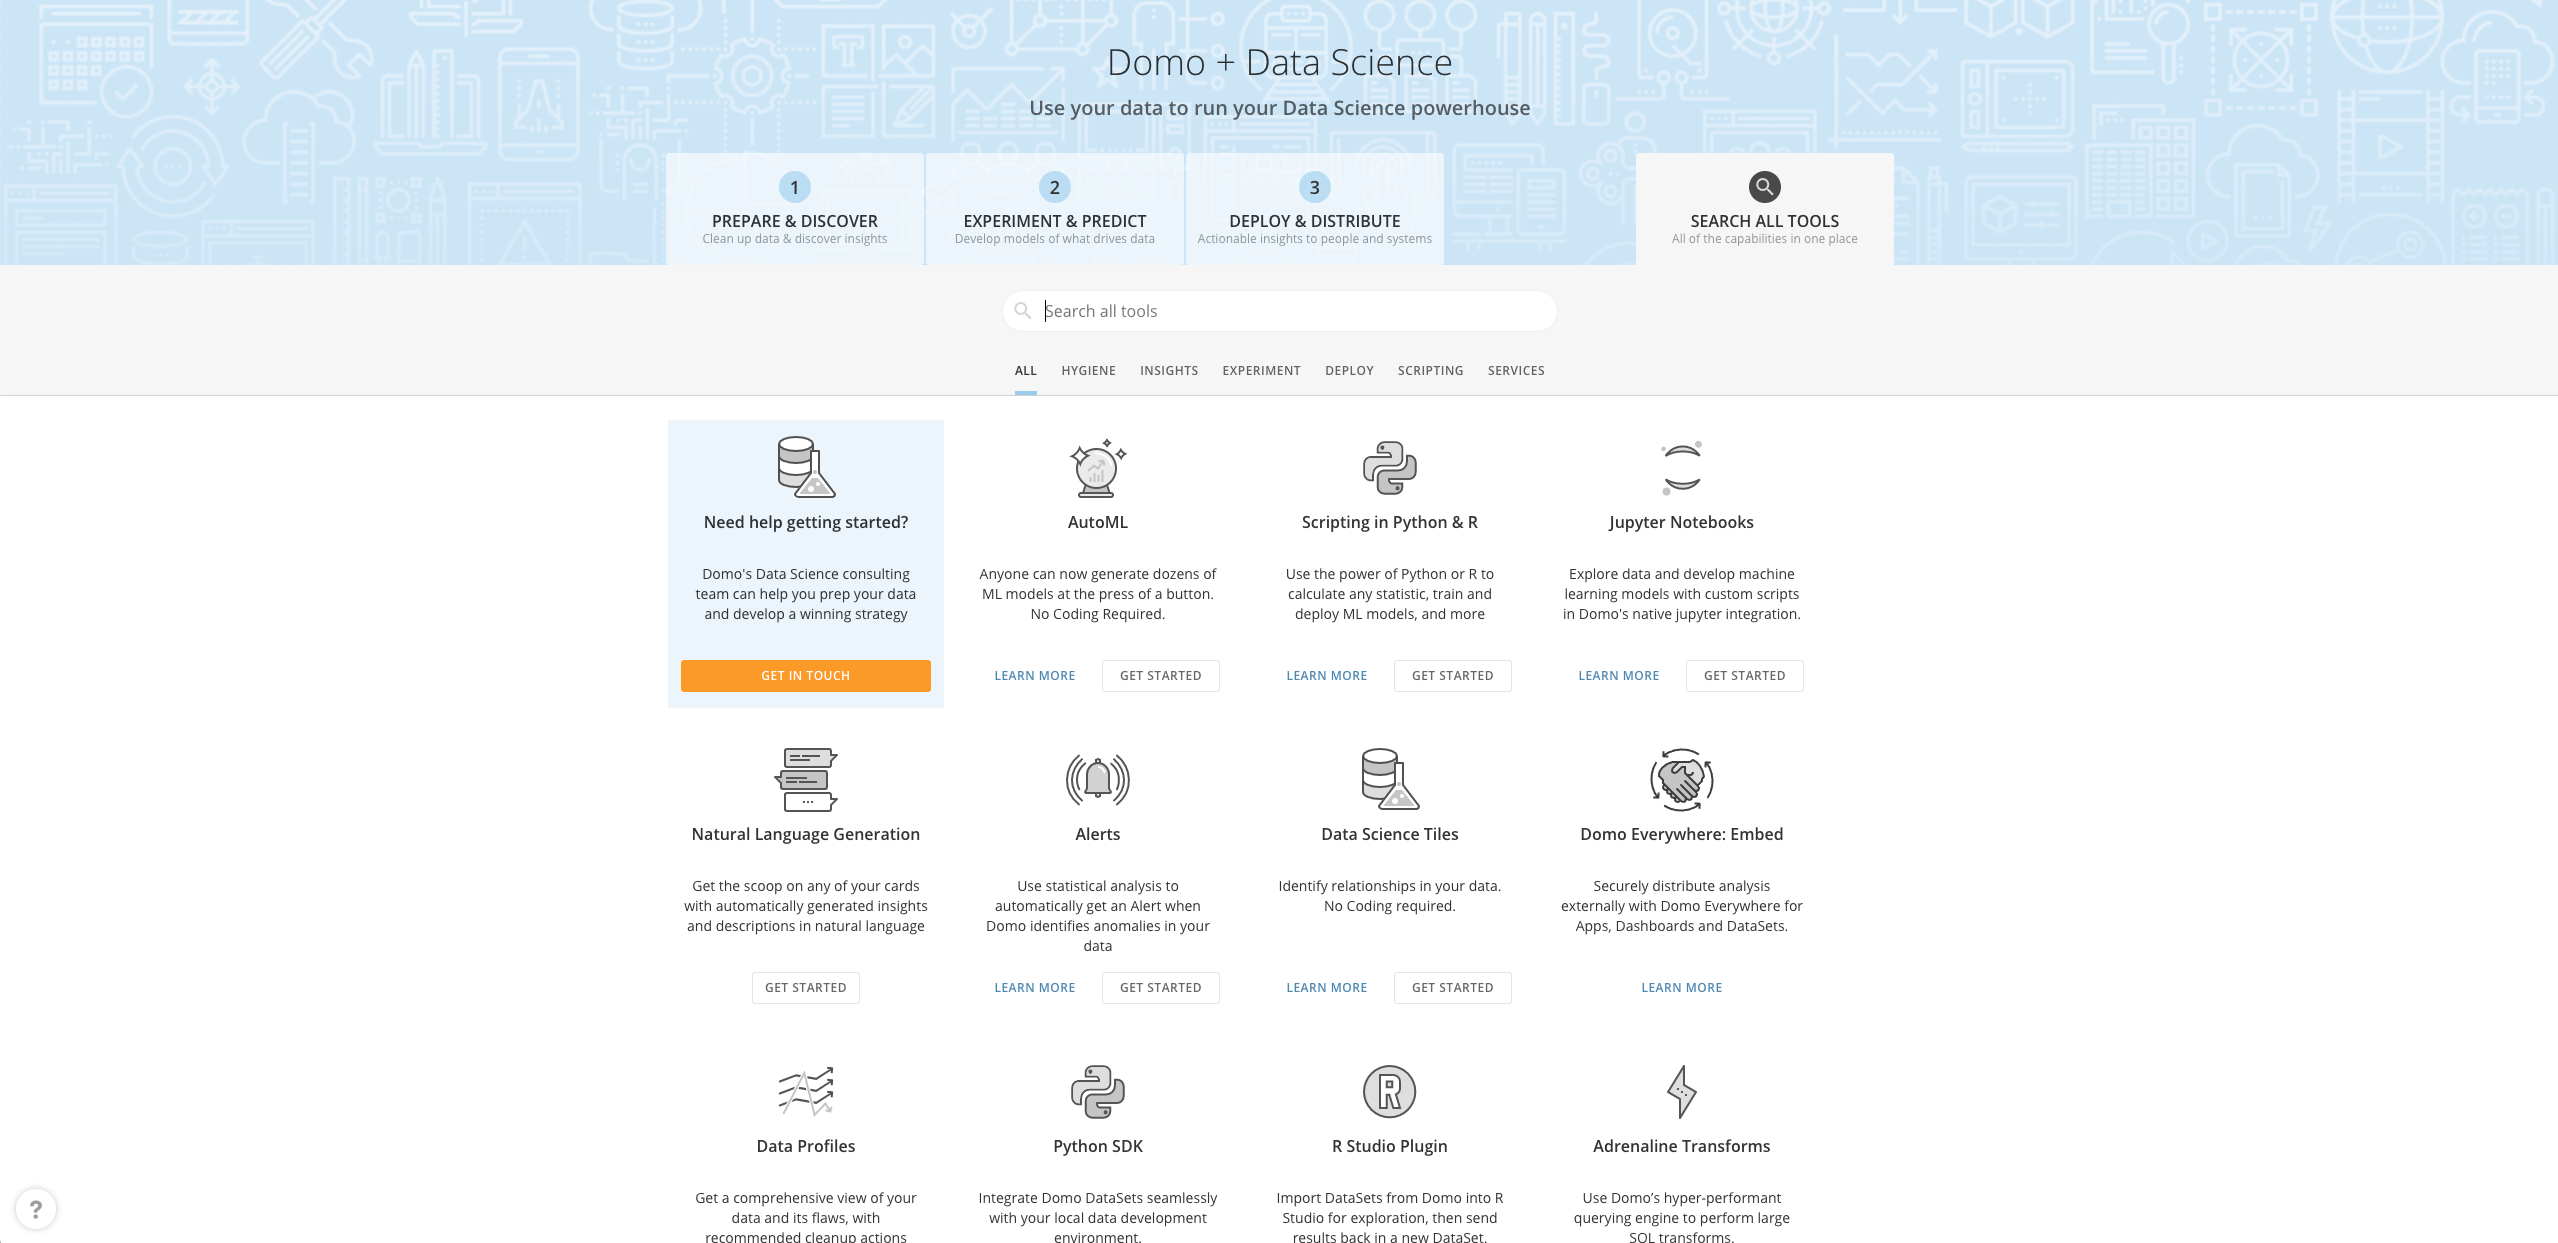 Domo + Data Science
Use your data to run your Data Science powerhouse
1
PREPARE & DISCOVER
Clean up data & discover insights
2
EXPERIMENT & PREDICT
Develop models of what drives data
3
DEPLOY & DISTRIBUTE
Actionable insights to people and systems
SEARCH ALL TOOLS
All of the capabilities in one place
Search all tools
ALL HYGIENE INSIGHTS EXPERIMENT DEPLOY SCRIPTING SERVICES
Need help getting started?
Domo's Data Science consulting
team can help you prep your data
and develop a winning strategy
GET IN TOUCH
AutoML
Anyone can now generate dozens of
ML models at the press of a button.
No Coding Required.
LEARN MORE GET STARTED
Scripting in Python & R
Use the power of Python or R to
calculate any statistic, train and
deploy ML models, and more
LEARN MORE GET STARTED
Jupyter Notebooks
Explore data and develop machine
learning models with custom scripts
in Domo's native jupyter integration.
LEARN MORE GET STARTED
Natural Language Generation
Get the scoop on any of your cards
with automatically generated insights
and descriptions in natural language
GET STARTED
Alerts
Use statistical analysis to
automatically get an Alert when
Domo identifies anomalies in your
data
LEARN MORE GET STARTED
Data Science Tiles
Identify relationships in your data.
No Coding required.
LEARN MORE GET STARTED
Domo Everywhere: Embed
Securely distribute analysis
externally with Domo Everywhere for
Apps, Dashboards and DataSets.
LEARN MORE
Data Profiles
Get a comprehensive view of your
data and its flaws, with
recommended cleanup actions
Python SDK
Integrate Domo DataSets seamlessly
with your local data development
environment.
R
R Studio Plugin
Import DataSets from Domo into R
Studio for exploration, then send
results back in a new DataSet.
Adrenaline Transforms
Use Domo’s hyper-performant
querying engine to perform large
SQL transforms.
?